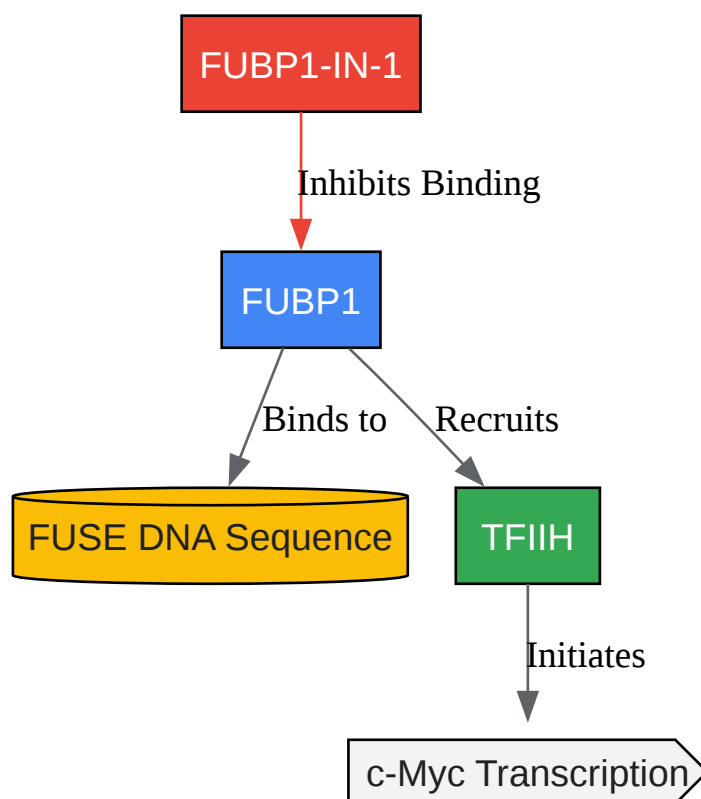 FUBP1-IN-1
Inhibits Binding
FUBP1
Binds to
Recruits
FUSE DNA Sequence
TFIIH
Initiates
c-Myc Transcription